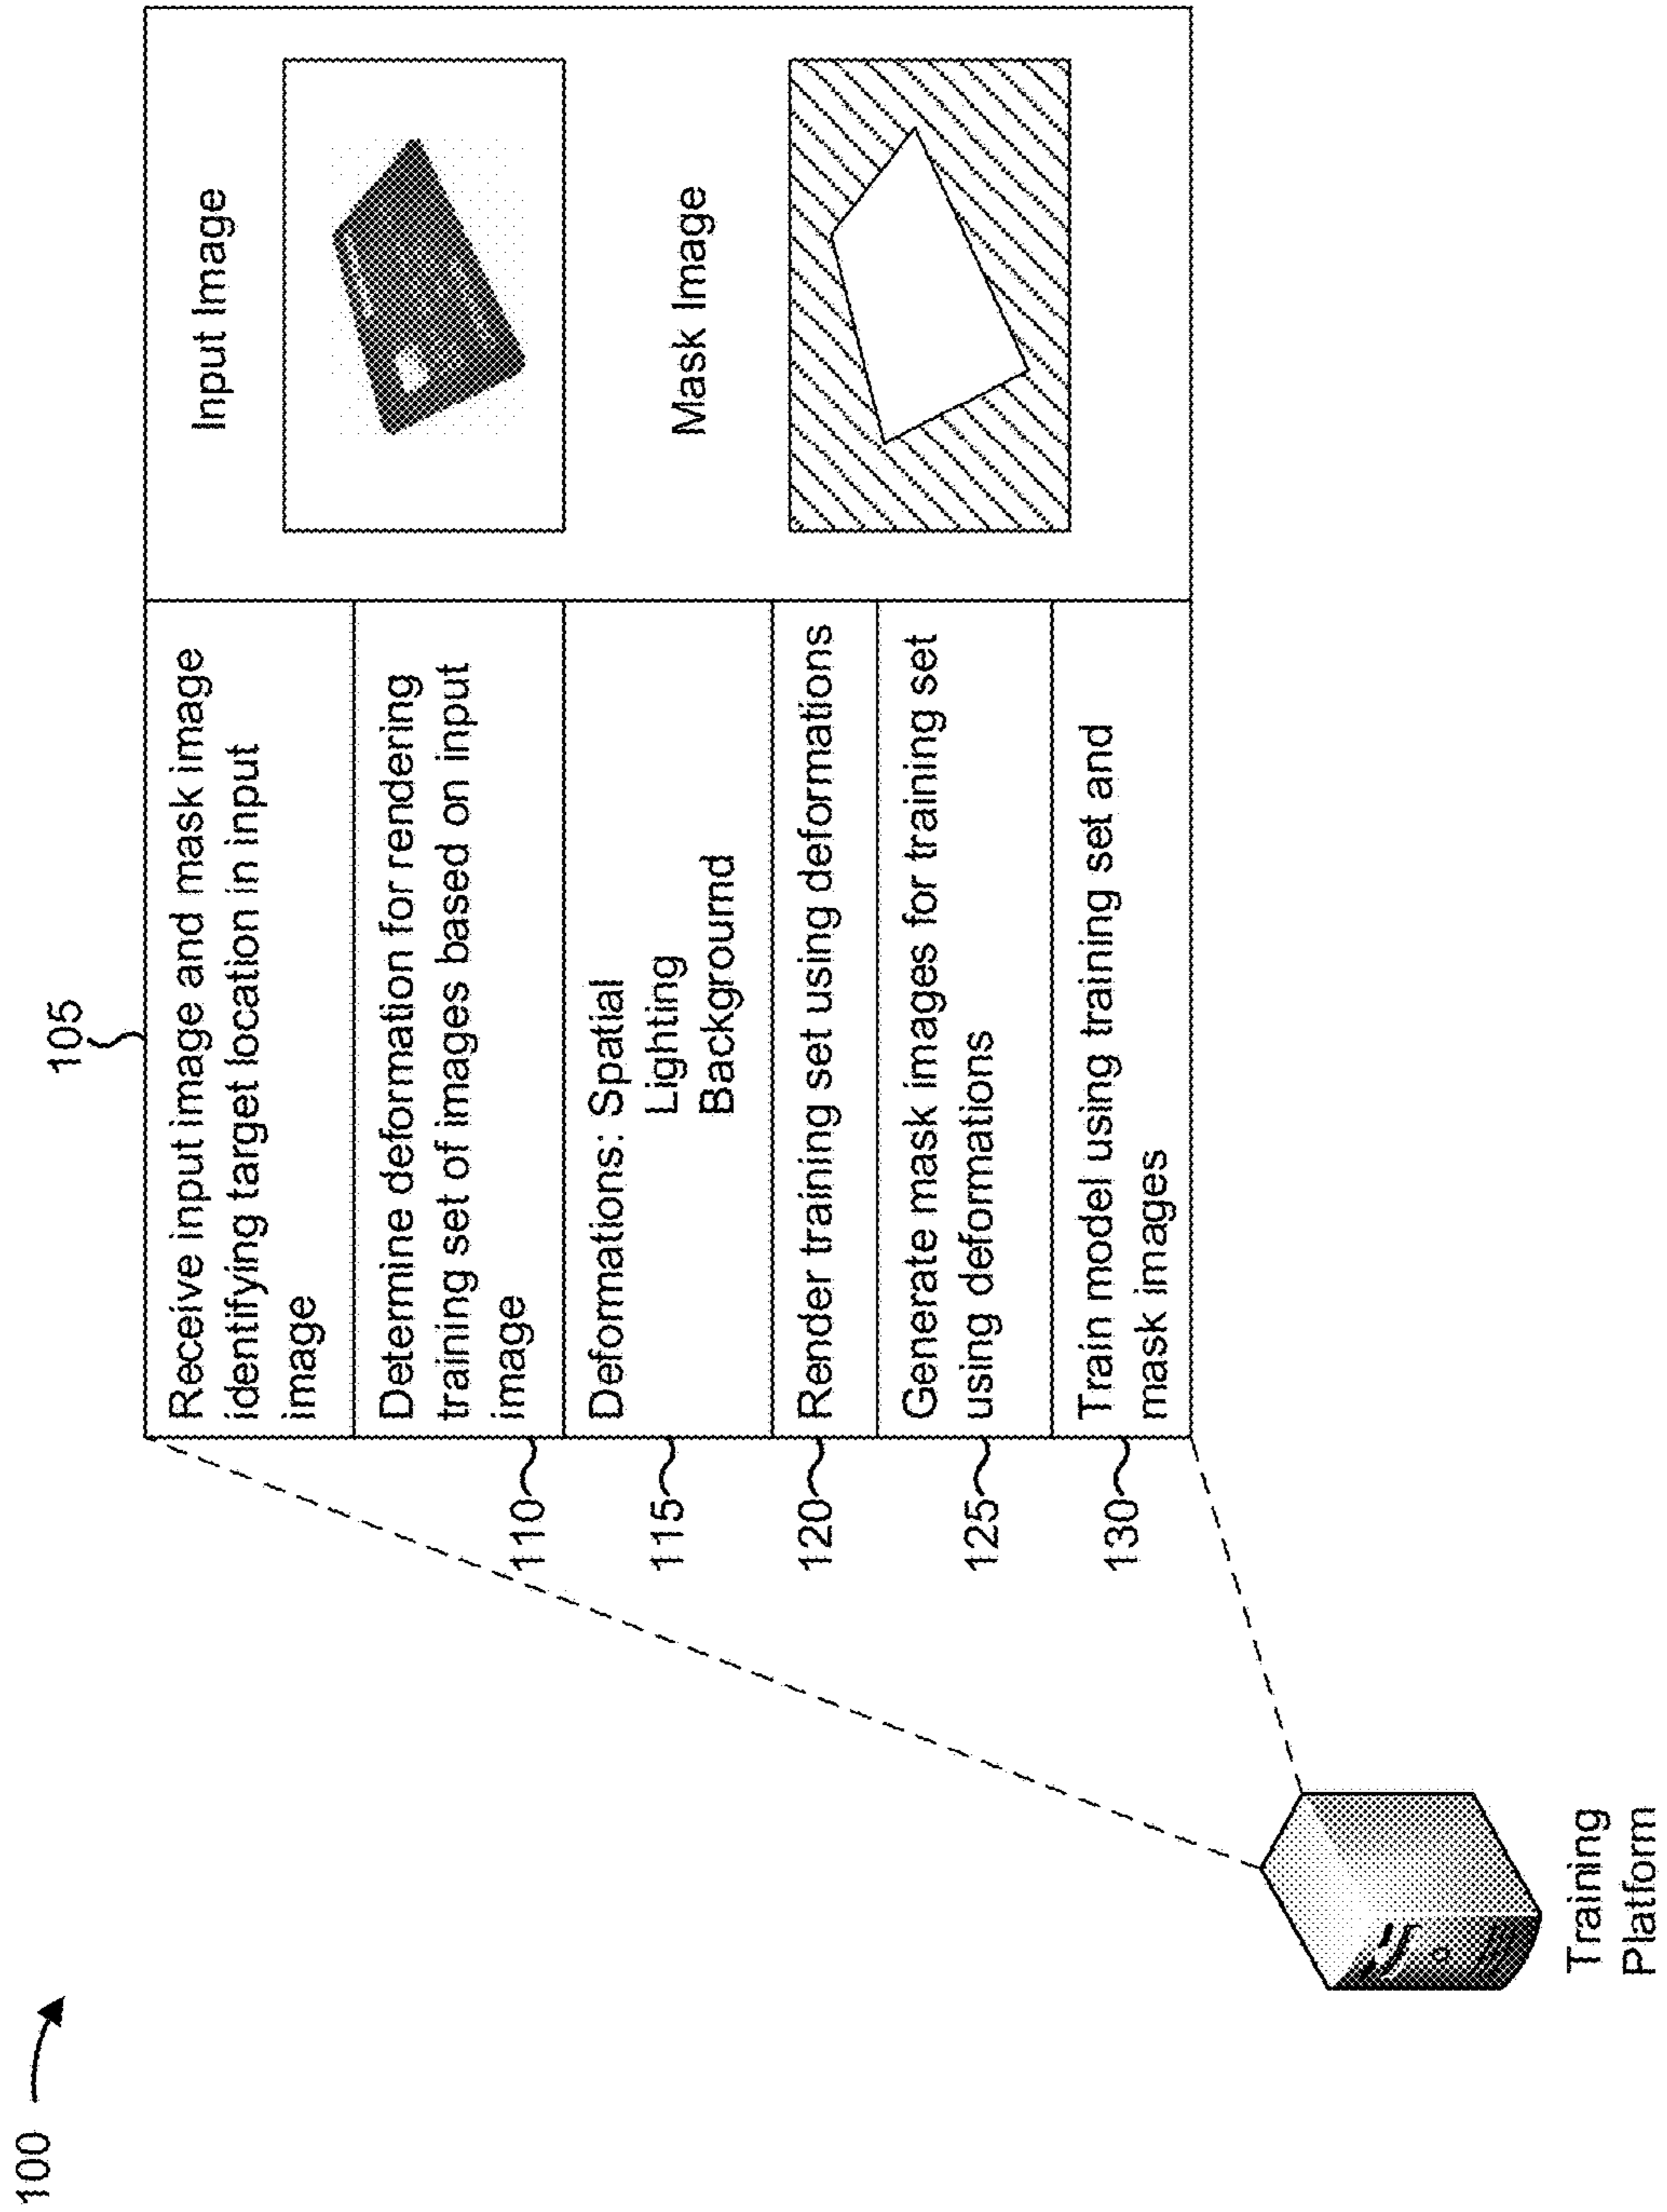 100
105
Receive input image and mask image
identifying target location in input
image
110
Determine deformation for rendering
training set of images based on input
image
115
Deformations: Spatial
Lighting
Background
120
Render training set using deformations
125
Generate mask images for training set
using deformations
130
Train model using training set and
mask images
Input Image
Mask Image
Training
Platform